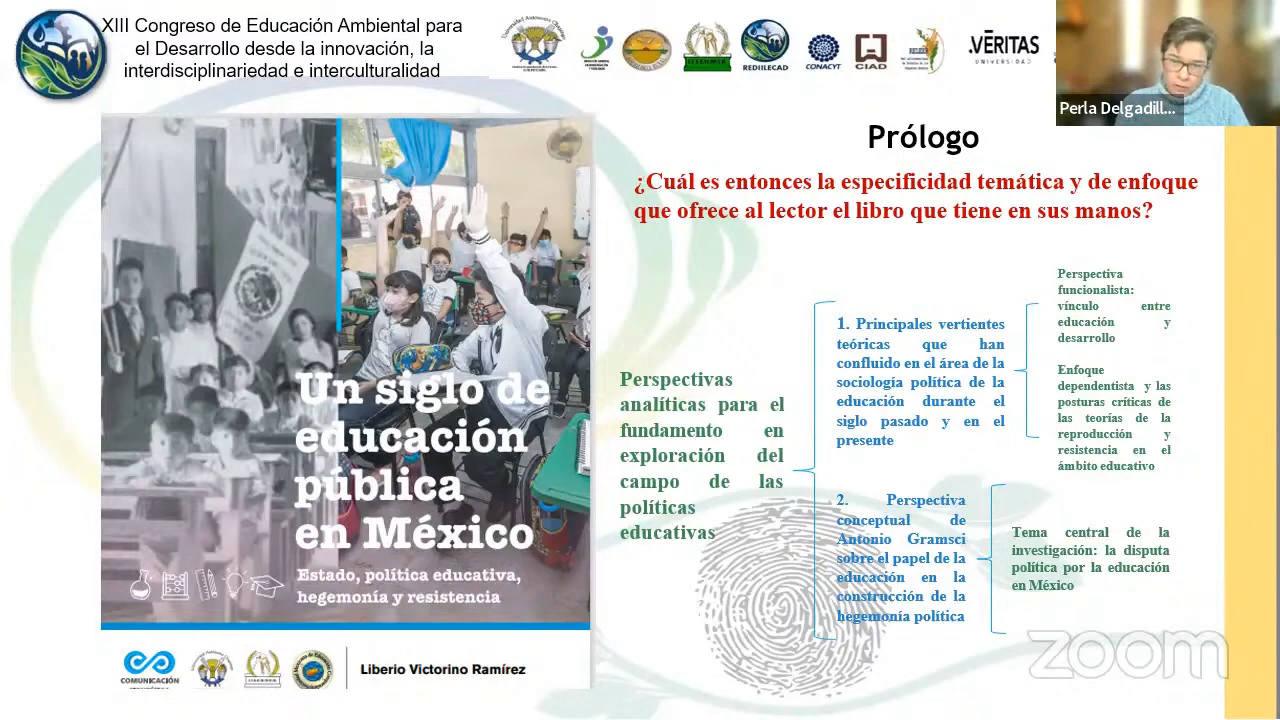 XIII Congreso de Educación Ambiental para
el Desarrollo desde la innovación, la
interdisciplinariedad e interculturalidad
REDIILECAD
CONACYT
CIAD
.VĒRITAS
UNIVERSIDAD
Perla Delgadill...
Prólogo
¿Cuál es entonces la especificidad temática y de enfoque
que ofrece al lector el libro que tiene en sus manos?
Un siglo de
educación
pública
en México
Estado, política educativa,
hegemonía y resistencia
COMUNICACIÓN
Liberio Victorino Ramírez
Perspectivas
analíticas para el
fundamento en
exploración del
campo de las
políticas
educativas
1. Principales vertientes
teóricas que han
confluido en el área de la
sociología política de la
educación durante el
siglo pasado y en el
presente
Perspectiva
funcionalista:
vínculo entre
educación y
desarrollo
Enfoque
dependentista y las
posturas críticas de
las teorías de la
reproducción y
resistencia en el
ámbito educativo
2. Perspectiva
conceptual de
Antonio Gramsci
sobre el papel de la
educación en la
construcción de la
hegemonía política
Tema central de la
investigación: la disputa
política por la educación
en México
zoom